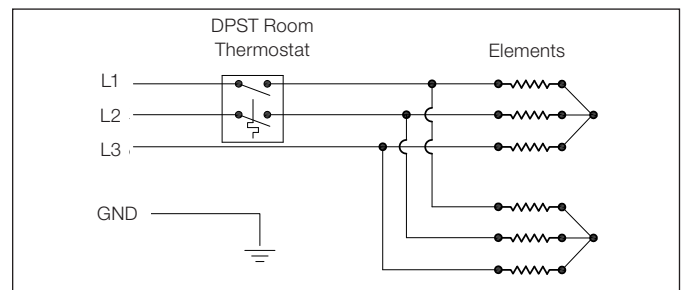 DPST Room
Thermostat
Elements
L1
L2
L3
GND